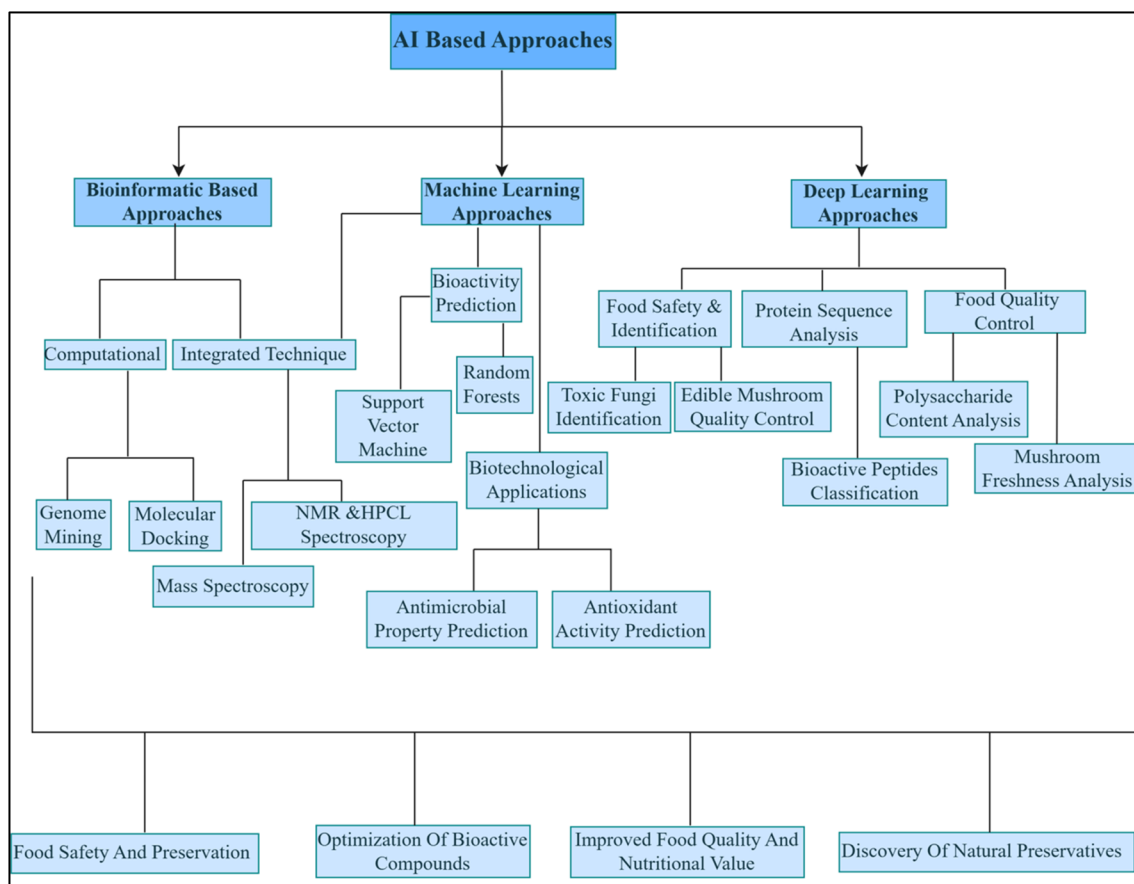 AI Based Approaches
Bioinformatic Based
Approaches
Machine Learning
Approaches
Deep Learning
Approaches
Bioactivity
Prediction
Food Safety &
Identification
Protein Sequence
Analysis
Food Quality
Control
Computational
Integrated Technique
Random
Forests
Support
Vector
Machine
Toxic Fungi
Identification
Edible Mushroom
Quality Control
Polysaccharide
Content Analysis
Biotechnological
Applications
Bioactive Peptides
Classification
Mushroom
Freshness Analysis
Genome
Mining
Molecular
Docking
NMR &HPCL
Spectroscopy
Mass Spectroscopy
Antimicrobial
Property Prediction
Antioxidant
Activity Prediction
Food Safety And Preservation
Optimization Of Bioactive
Compounds
Improved Food Quality And
Nutritional Value
Discovery Of Natural Preservatives